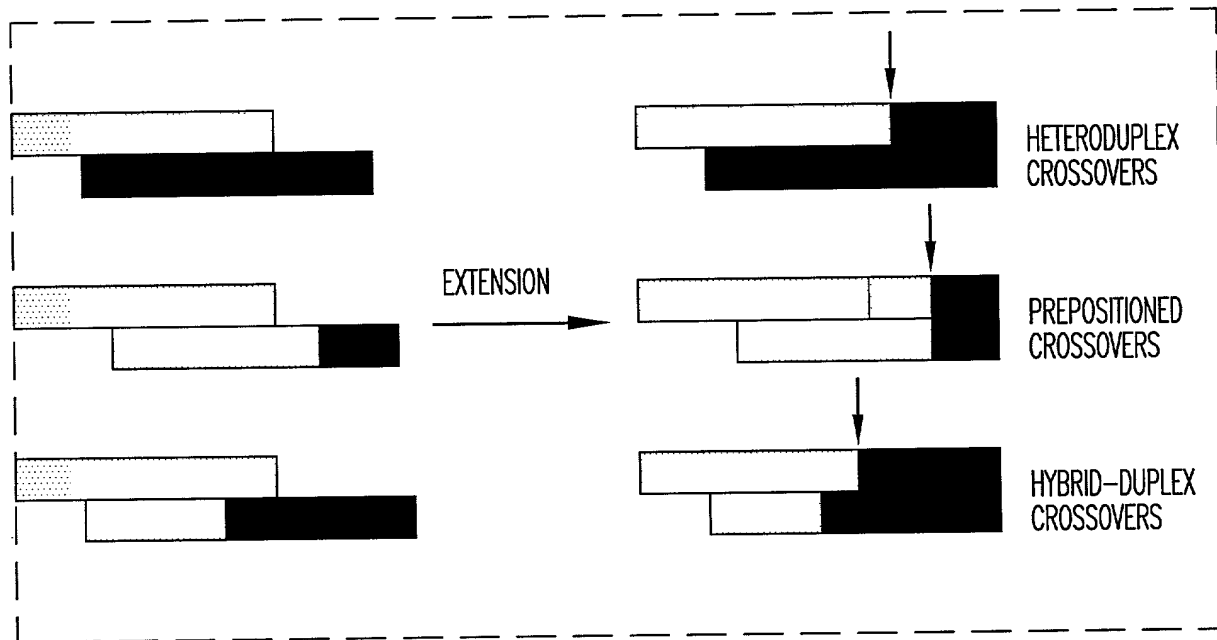 HETERODUPLEX
CROSSOVERS
EXTENSION
PREPOSITIONED
CROSSOVERS
HYBRID–DUPLEX
CROSSOVERS